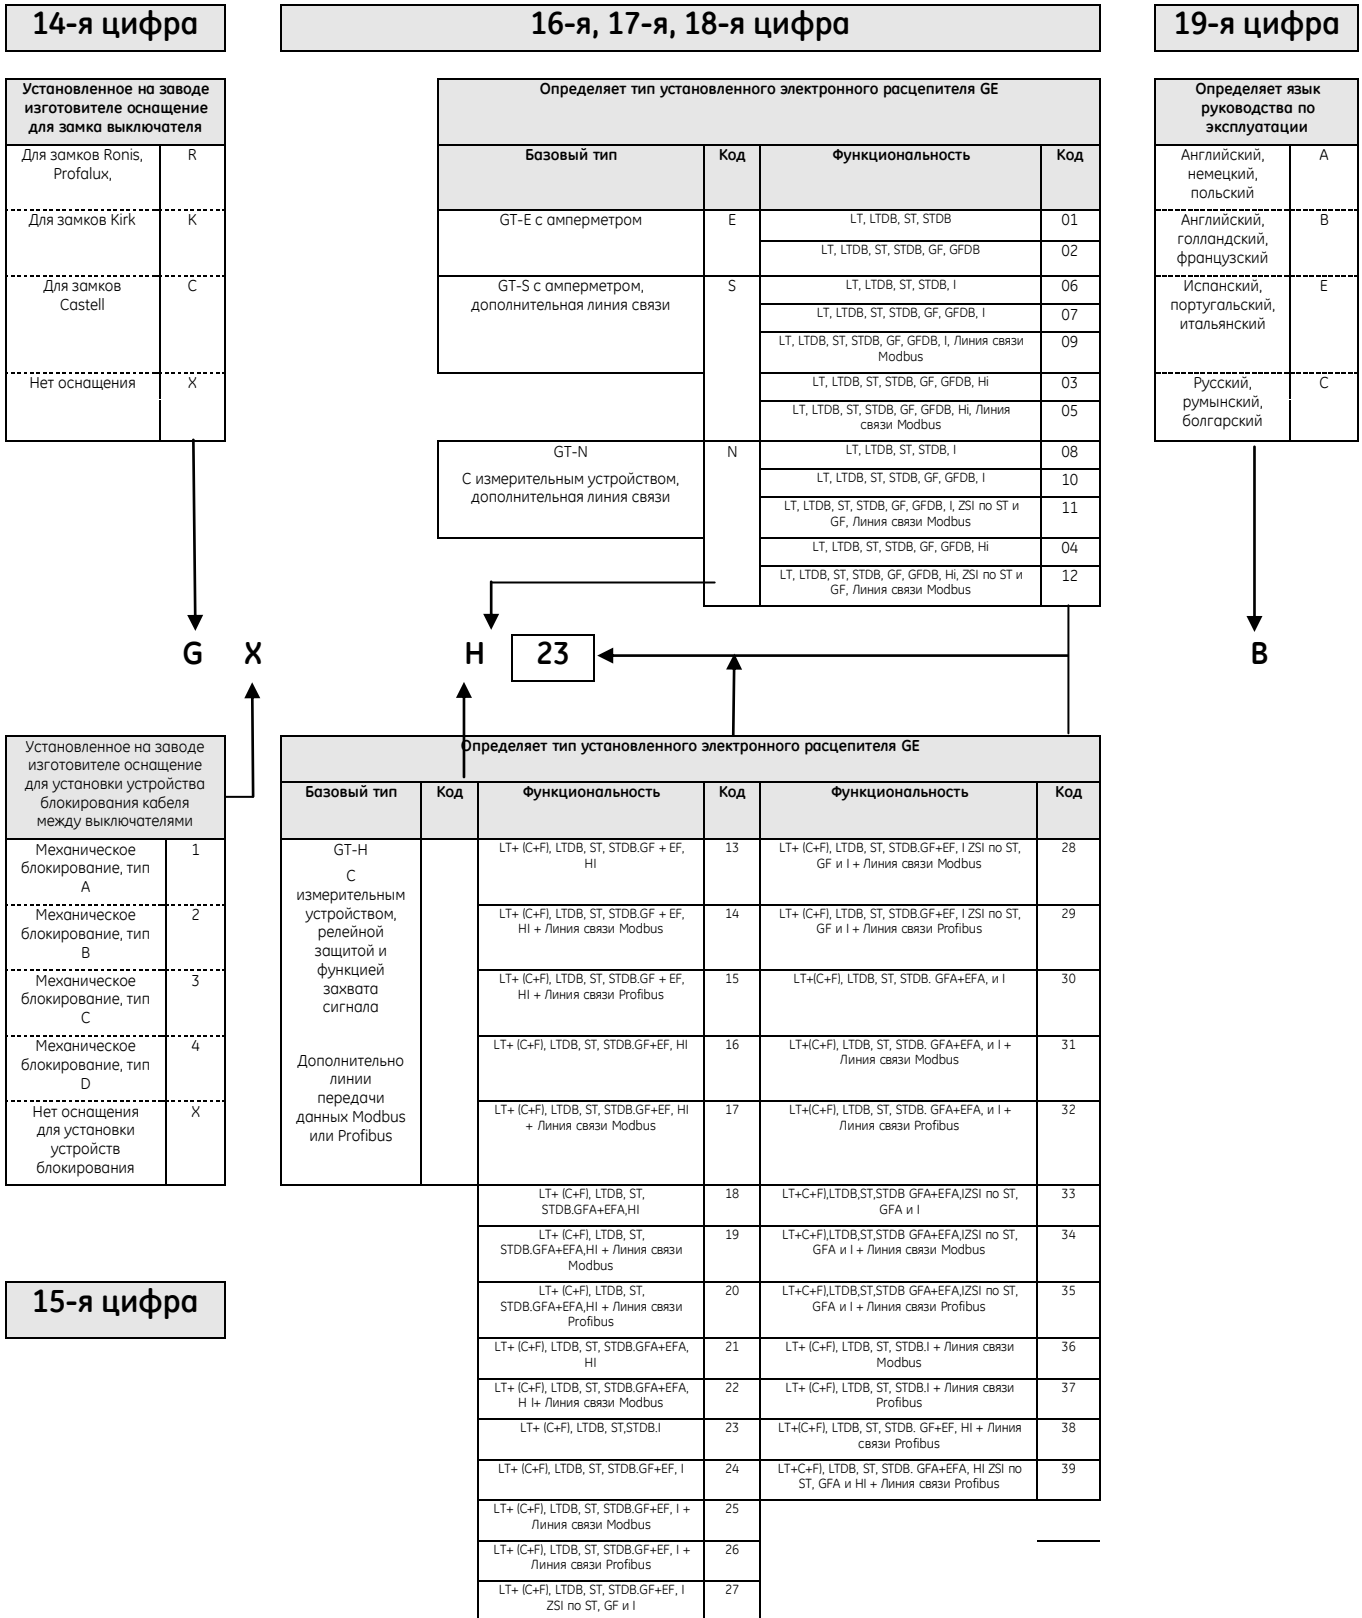 14-я цифра
16-я, 17-я, 18-я цифра
19-я цифра
Установленное на заводе
изготовителе оснащение
для замка выключателя
Для замков Ronis,
Profalux,
R
Для замков Kirk
K
Для замков
Castell
C
Нет оснащения
X
Определяет тип установленного электронного расцепителя GE
Базовый тип
Код
Функциональность
Код
GT-E с амперметром
E
LT, LTDB, ST, STDB
01
LT, LTDB, ST, STDB, GF, GFDB
02
GT-S с амперметром,
дополнительная линия связи
S
LT, LTDB, ST, STDB, I
06
LT, LTDB, ST, STDB, GF, GFDB, I
07
LT, LTDB, ST, STDB, GF, GFDB, I, Линия связи
Modbus
09
LT, LTDB, ST, STDB, GF, GFDB, Hi
03
LT, LTDB, ST, STDB, GF, GFDB, Hi, Линия
связи Modbus
05
GT-N
С измерительным устройством,
дополнительная линия связи
N
LT, LTDB, ST, STDB, I
08
LT, LTDB, ST, STDB, GF, GFDB, I
10
LT, LTDB, ST, STDB, GF, GFDB, I, ZSI по ST и
GF, Линия связи Modbus
11
LT, LTDB, ST, STDB, GF, GFDB, Hi
04
LT, LTDB, ST, STDB, GF, GFDB, Hi, ZSI по ST и
GF, Линия связи Modbus
12
Определяет язык
руководства по
эксплуатации
Английский,
немецкий,
польский
A
Английский,
голландский,
французский
B
Испанский,
португальский,
итальянский
E
Русский,
румынский,
болгарский
C
G X H 23 B
Установленное на заводе
изготовителе оснащение
для установки устройства
блокирования кабеля
между выключателями
Механическое
блокирование, тип
A
1
Механическое
блокирование, тип
B
2
Механическое
блокирование, тип
C
3
Механическое
блокирование, тип
D
4
Нет оснащения
для установки
устройств
блокирования
X
15-я цифра
Определяет тип установленного электронного расцепителя GE
Базовый тип
Код
Функциональность
Код
Функциональность
Код
GT-H
С
измерительным
устройством,
релейной
защитой и
функцией
захвата
сигнала
Дополнительно
линии
передачи
данных Modbus
или Profibus
LT+ (C+F), LTDB, ST, STDB.GF + EF,
HI
13
LT+ (C+F), LTDB, ST, STDB.GF+EF, I ZSI по ST,
GF и I + Линия связи Modbus
28
LT+ (C+F), LTDB, ST, STDB.GF + EF,
HI + Линия связи Modbus
14
LT+ (C+F), LTDB, ST, STDB.GF+EF, I ZSI по ST,
GF и I + Линия связи Profibus
29
LT+ (C+F), LTDB, ST, STDB.GF + EF,
HI + Линия связи Profibus
15
LT+(C+F), LTDB, ST, STDB. GFA+EFA, и I
30
LT+ (C+F), LTDB, ST, STDB.GF+EF, HI
16
LT+(C+F), LTDB, ST, STDB. GFA+EFA, и I +
Линия связи Modbus
31
LT+ (C+F), LTDB, ST, STDB.GF+EF, HI
+ Линия связи Modbus
17
LT+(C+F), LTDB, ST, STDB. GFA+EFA, и I +
Линия связи Profibus
32
LT+ (C+F), LTDB, ST,
STDB.GFA+EFA,HI
18
LT+C+F),LTDB,ST,STDB GFA+EFA,IZSI по ST,
GFA и I
33
LT+ (C+F), LTDB, ST,
STDB.GFA+EFA,HI + Линия связи
Modbus
19
LT+C+F),LTDB,ST,STDB GFA+EFA,IZSI по ST,
GFA и I + Линия связи Modbus
34
LT+ (C+F), LTDB, ST,
STDB.GFA+EFA,HI + Линия связи
Profibus
20
LT+C+F),LTDB,ST,STDB GFA+EFA,IZSI по ST,
GFA и I + Линия связи Profibus
35
LT+ (C+F), LTDB, ST, STDB.GFA+EFA,
HI
21
LT+ (C+F), LTDB, ST, STDB.I + Линия связи
Modbus
36
LT+ (C+F), LTDB, ST, STDB.GFA+EFA,
H I+ Линия связи Modbus
22
LT+ (C+F), LTDB, ST, STDB.I + Линия связи
Profibus
37
LT+ (C+F), LTDB, ST,STDB.I
23
LT+(C+F), LTDB, ST, STDB. GF+EF, HI + Линия
связи Profibus
38
LT+ (C+F), LTDB, ST, STDB.GF+EF, I
24
LT+C+F), LTDB, ST, STDB. GFA+EFA, HI ZSI по
ST, GFA и HI + Линия связи Profibus
39
LT+ (C+F), LTDB, ST, STDB.GF+EF, I +
Линия связи Modbus
25
LT+ (C+F), LTDB, ST, STDB.GF+EF, I +
Линия связи Profibus
26
LT+ (C+F), LTDB, ST, STDB.GF+EF, I
ZSI по ST, GF и I
27